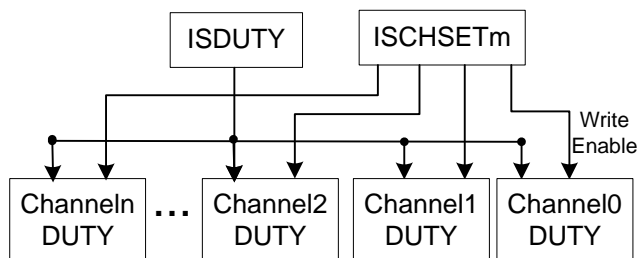 ISDUTY
ISCHSETm
Write
Enable
Channeln
DUTY
...
Channel2
DUTY
Channel1
DUTY
Channel0
DUTY